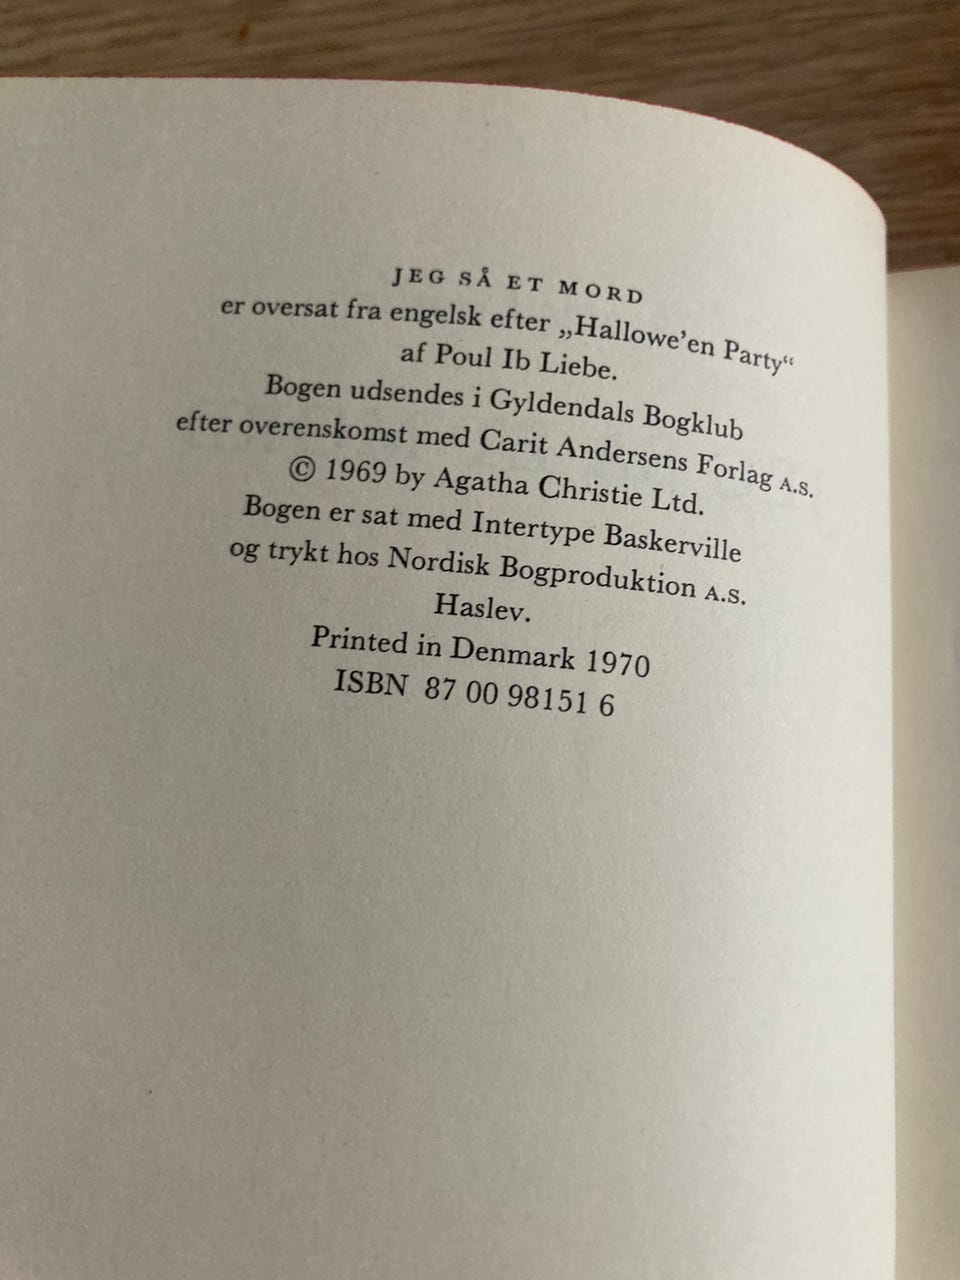 JEG SÅ ET MORD
er oversat fra engelsk efter „Hallowe’en Party“
af Poul Ib Liebe.
Bogen udsendes i Gyldendals Bogklub
efter overenskomst med Carit Andersens Forlag A.S.
© 1969 by Agatha Christie Ltd.
Bogen er sat med Intertype Baskerville
og trykt hos Nordisk Bogproduktion A.S.
Haslev.
Printed in Denmark 1970
ISBN 87 00 98151 6